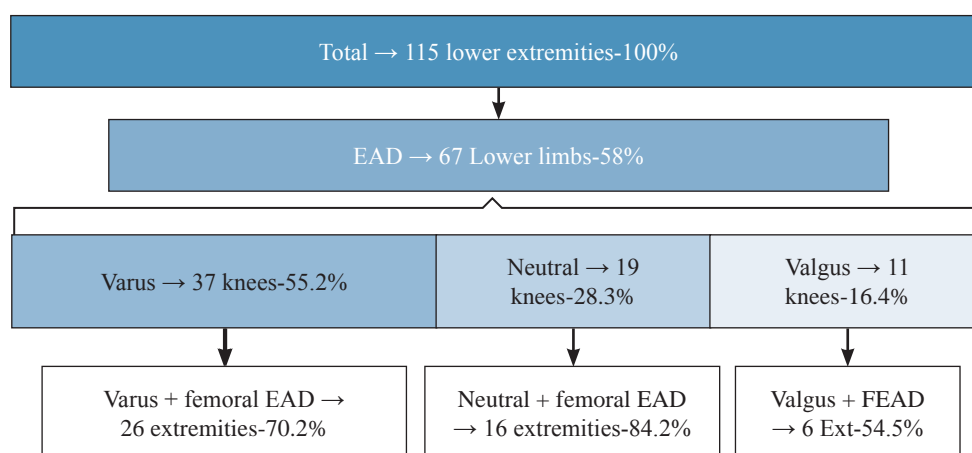 Total → 115 lower extremities-100%
EAD → 67 Lower limbs-58%
Varus → 37 knees-55.2%
Neutral → 19
knees-28.3%
Valgus → 11
knees-16.4%
Varus + femoral EAD →
26 extremities-70.2%
Neutral + femoral EAD
→ 16 extremities-84.2%
Valgus + FEAD
→ 6 Ext-54.5%